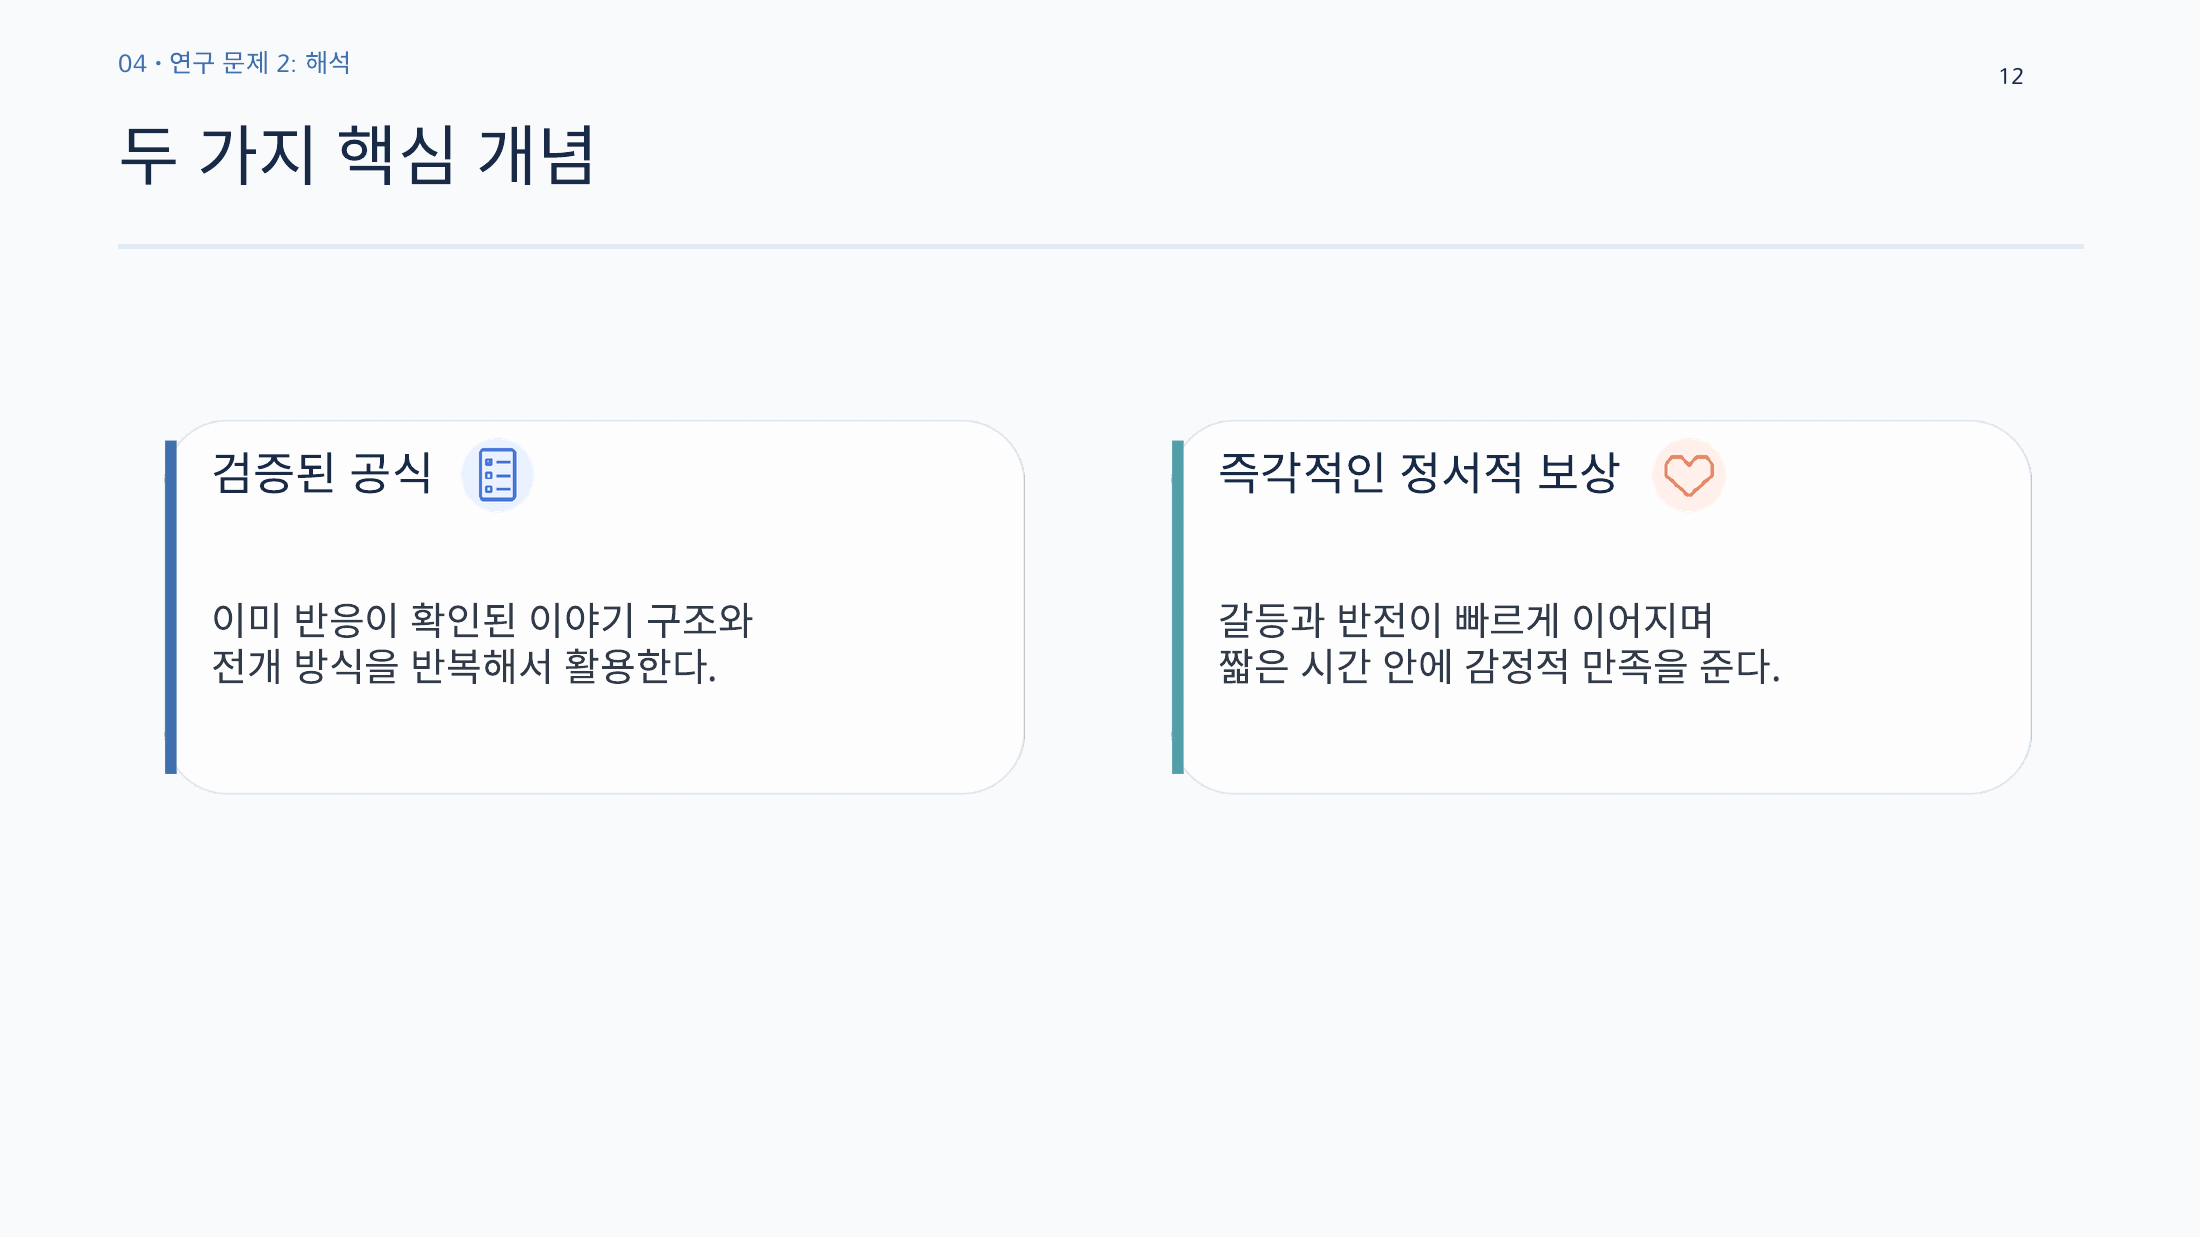 04 · 연구 문제 2: 해석
12
두 가지 핵심 개념
검증된 공식
이미 반응이 확인된 이야기 구조와
전개 방식을 반복해서 활용한다.
즉각적인 정서적 보상
갈등과 반전이 빠르게 이어지며
짧은 시간 안에 감정적 만족을 준다.